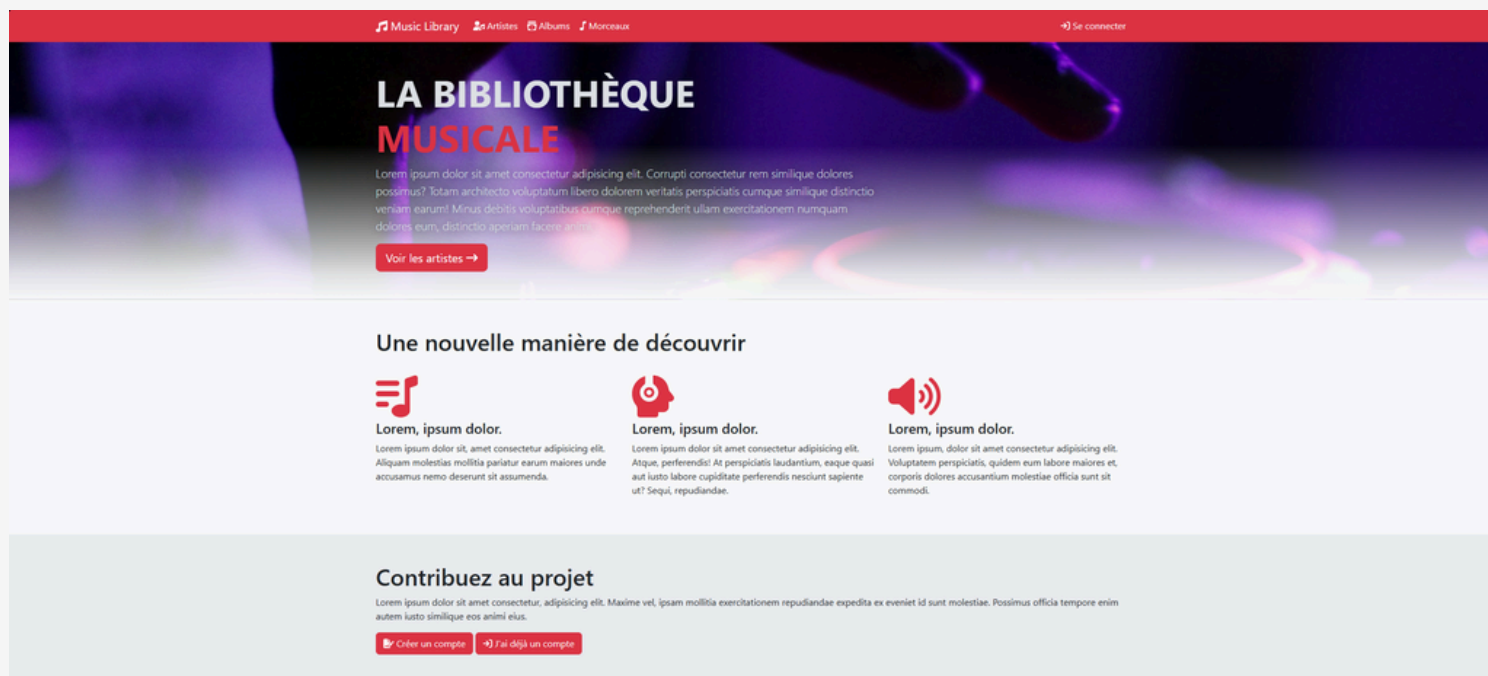 Music Library Artistes Albums Morceaux Se connecter
LA BIBLIOTHÈQUE
MUSICALE
Lorem ipsum dolor sit amet consectetur adipisicing elit. Corrupti consectetur rem similique dolores
possimus? Totam architecto voluptatum libero dolorem veritatis perspiciatis cumque similique distinctio
veniam earum! Minus debitis voluptatibus cumque reprehenderit ullam exercitationem numquam
dolores eum, distinctio aperiam facere
Voir les artistes
Une nouvelle manière de découvrir
Lorem, ipsum dolor.
Lorem ipsum dolor sit, amet consectetur adipisicing elit.
Aliquam molestias mollitia pariatur earum maiores unde
accusamus nemo deserunt sit assumenda.
Lorem, ipsum dolor.
Lorem ipsum dolor sit amet consectetur adipisicing elit.
Atque, perferendis! At perspiciatis laudantium, eaque quasi
aut iusto labore cupiditate perferendis nesciunt sapiente
ut? Sequi, repudiandae.
Lorem, ipsum dolor.
Lorem ipsum, dolor sit amet consectetur adipisicing elit.
Voluptatem perspiciatis, quidem eum labore maiores et,
corporis dolores accusantium molestiae officia sunt sit
commodi.
Contribuez au projet
Lorem ipsum dolor sit amet consectetur, adipisicing elit. Maxime vel, ipsam mollitia exercitationem repudiandae expedita ex eveniet id sunt molestiae. Possimus officia tempore enim
autem iusto similique eos animi eius.
Créer un compte J'ai déjà un compte